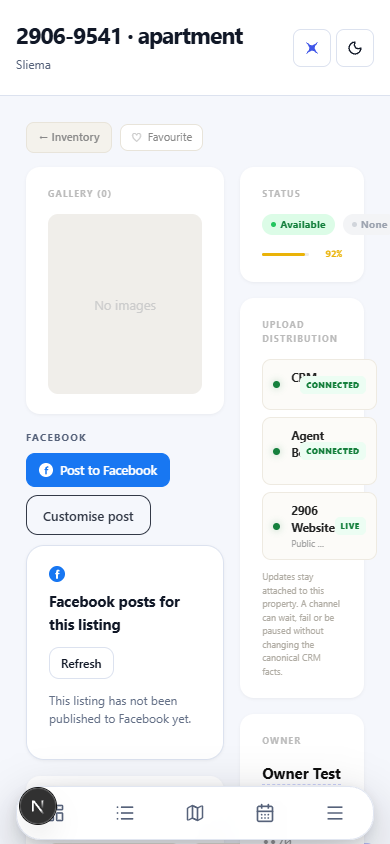 2906-9541 · apartment
Sliema
← Inventory
♡ Favourite
GALLERY (0)
No images
FACEBOOK
Post to Facebook
Customise post
Facebook posts for
this listing
Refresh
This listing has not been
published to Facebook yet.
STATUS
Available
None
92%
UPLOAD
DISTRIBUTION
CRM
CONNECTED
Agent
CONNECTED
2906
Website
LIVE
Public ...
Updates stay
attached to this
property. A channel
can wait, fail or be
paused without
changing the
canonical CRM
facts.
OWNER
Owner Test
N